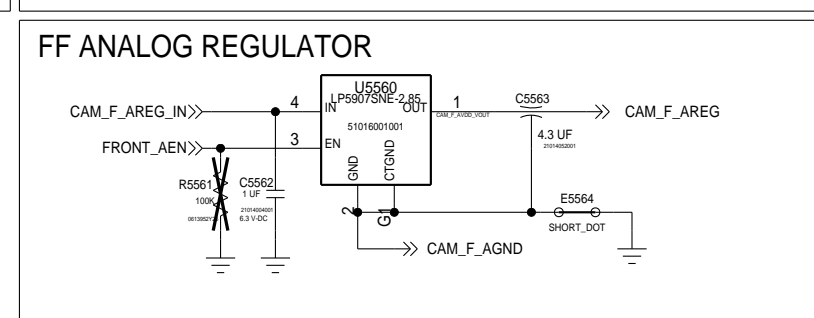 FF ANALOG REGULATOR
U5560
LP5907SNE-2.85
CAM_F_AREG_IN
4
IN
OUT
1
C5563
CAM_F_AREG
CAM_F_AVDD_VOUT
51016001001
4.3 UF
21014052001
FRONT_AEN
3
EN
GND
CTGND
R5561
100K
C5562
1 UF
21014004001
6.3 V-DC
2
G1
E5564
SHORT_DOT
CAM_F_AGND